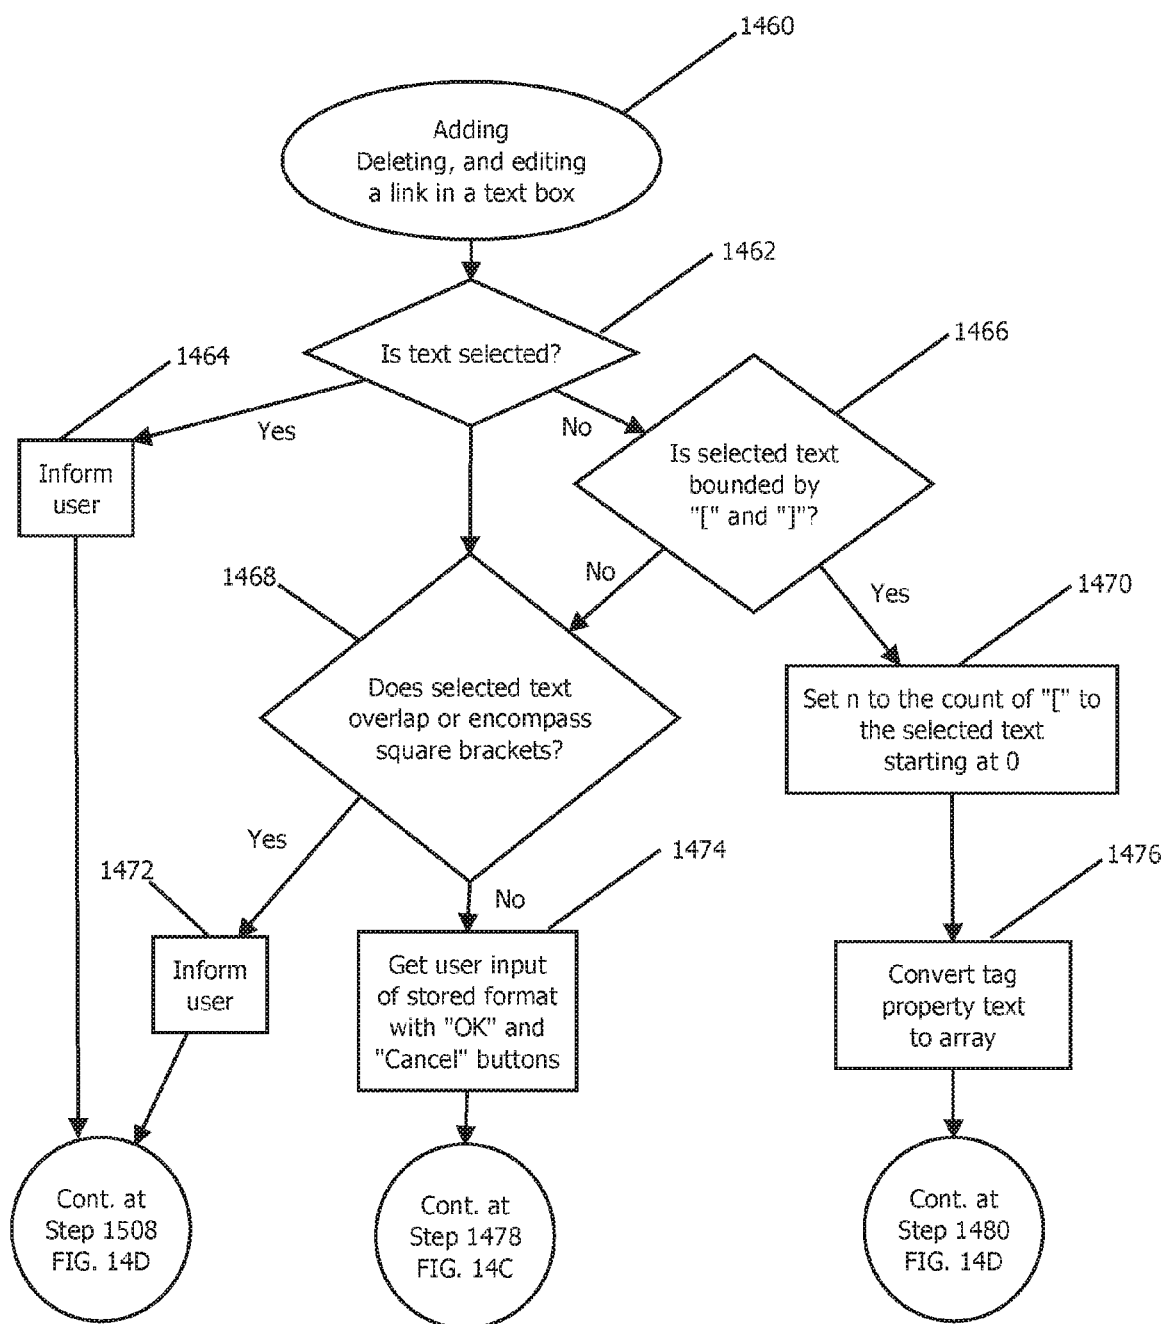 1460
Adding
Deleting, and editing
a link in a text box
1462
Is text selected?
1464
1466
Yes
No
Inform
user
Is selected text
bounded by
"[" and "]"?
1468
No
Yes
1470
Does selected text
overlap or encompass
square brackets?
Set n to the count of "[" to
the selected text
starting at 0
Yes
1472
1474
No
1476
Inform
user
Get user input
of stored format
with "OK" and
"Cancel" buttons
Convert tag
property text
to array
Cont. at
Step 1508
FIG. 14D
Cont. at
Step 1478
FIG. 14C
Cont. at
Step 1480
FIG. 14D